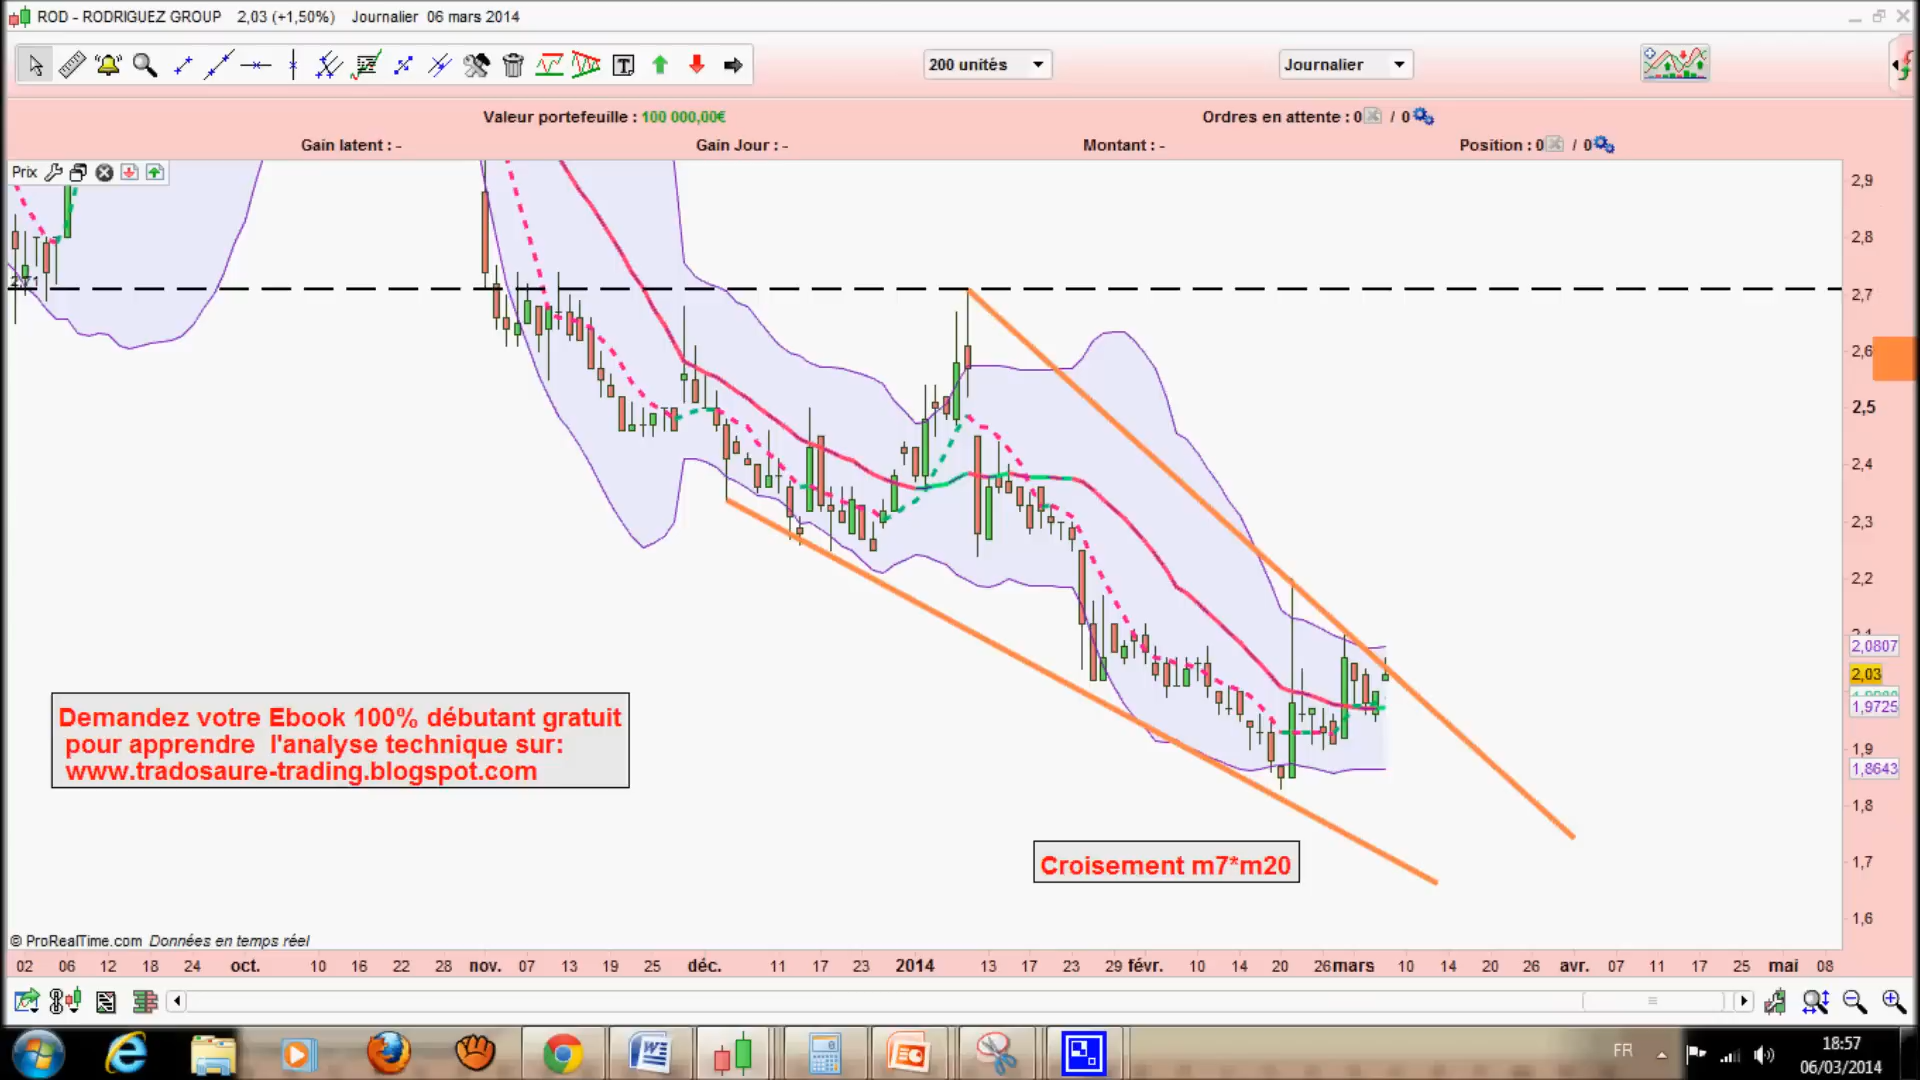 ROD - RODRIGUEZ GROUP 2,03 (+1,50%) Journalier 06 mars 2014
200 unités
Journalier
Valeur portefeuille : 100 000,00€
Ordres en attente : 0 / 0
Gain latent : -
Gain Jour : -
Montant : -
Position : 0 / 0
Prix
2,9
2,8
2,71
2,7
2,6
2,5
2,4
2,3
2,2
2,1
2,0807
2,03
1,9725
1,9
1,8643
1,8
1,7
1,6
Demandez votre Ebook 100% débutant gratuit
pour apprendre l'analyse technique sur:
www.tradosaure-trading.blogspot.com
Croisement m7*m20
© ProRealTime.com Données en temps réel
02 06 12 18 24 oct. 10 16 22 28 nov. 07 13 19 25 déc. 11 17 23 2014 13 17 23 29 févr. 10 14 20 26 mars 10 14 20 26 avr. 07 11 17 25 mai 08
FR
18:57
06/03/2014